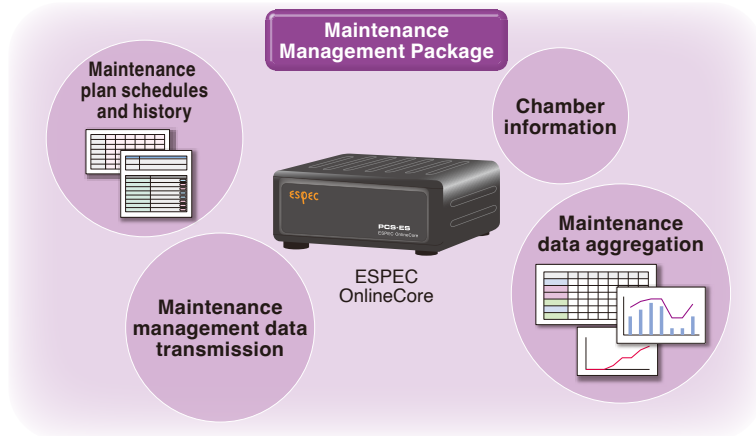 Maintenance
Management Package
Maintenance
plan schedules
and history
Chamber
information
ESPEC
PCS-EG
ESPEC OnlineCore
ESPEC
OnlineCore
Maintenance
data aggregation
Maintenance
management data
transmission